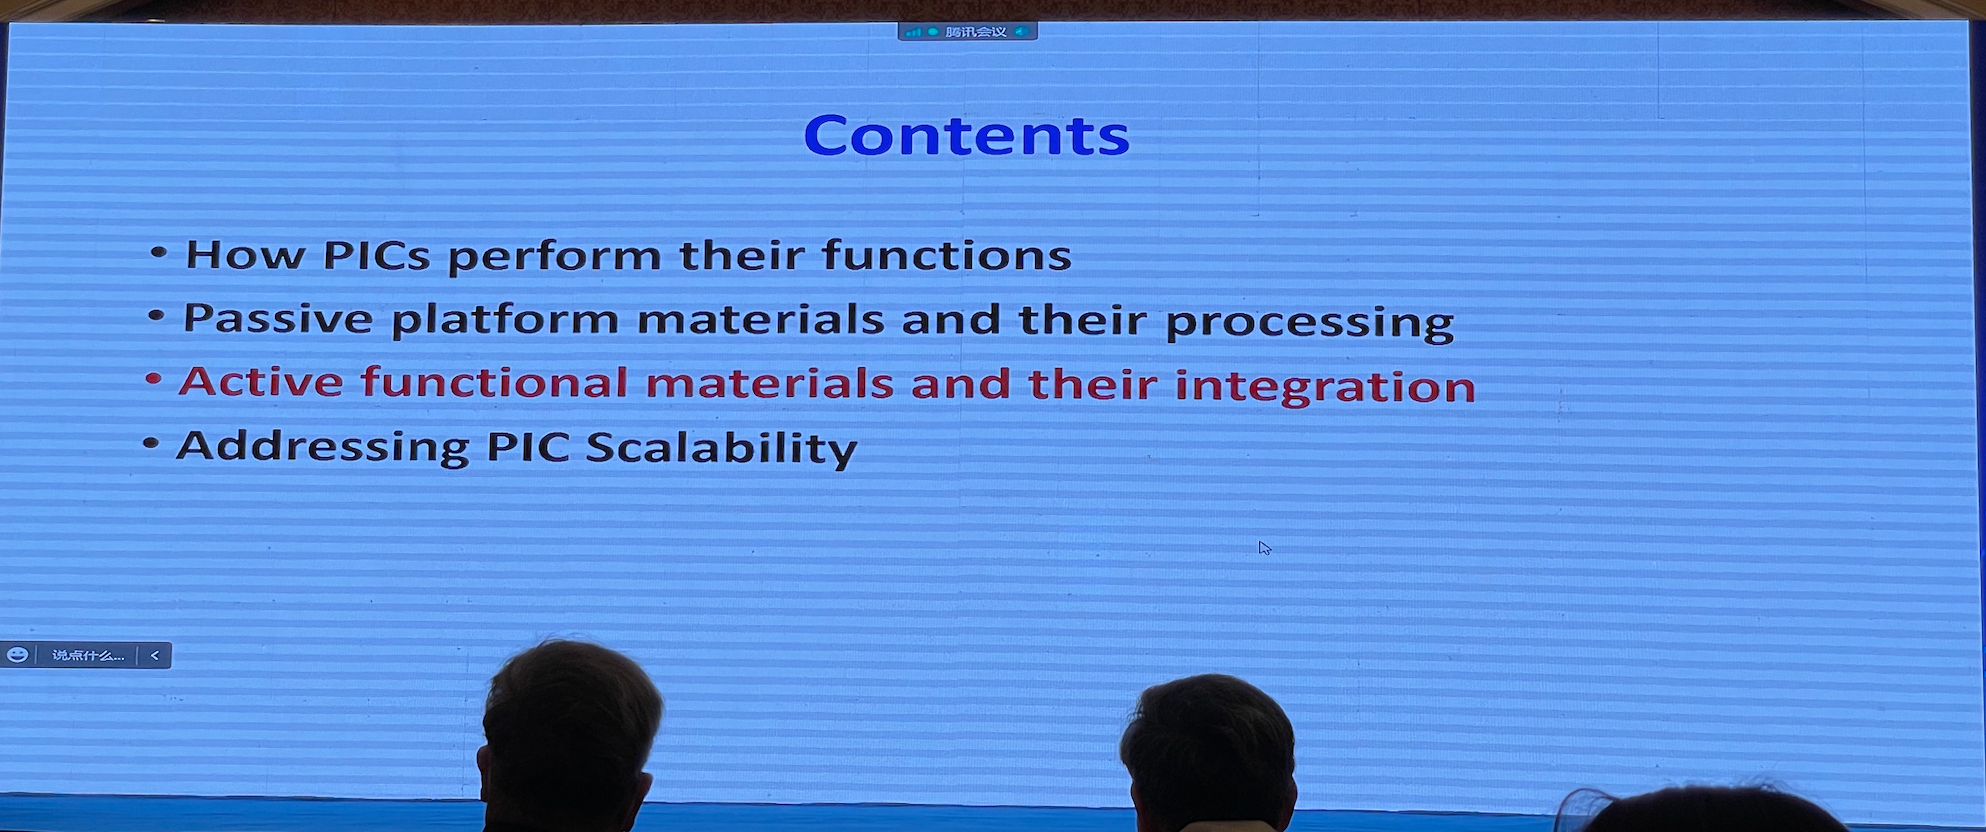 腾讯会议
Contents
• How PICs perform their functions
• Passive platform materials and their processing
• Active functional materials and their integration
• Addressing PIC Scalability
说点什么...